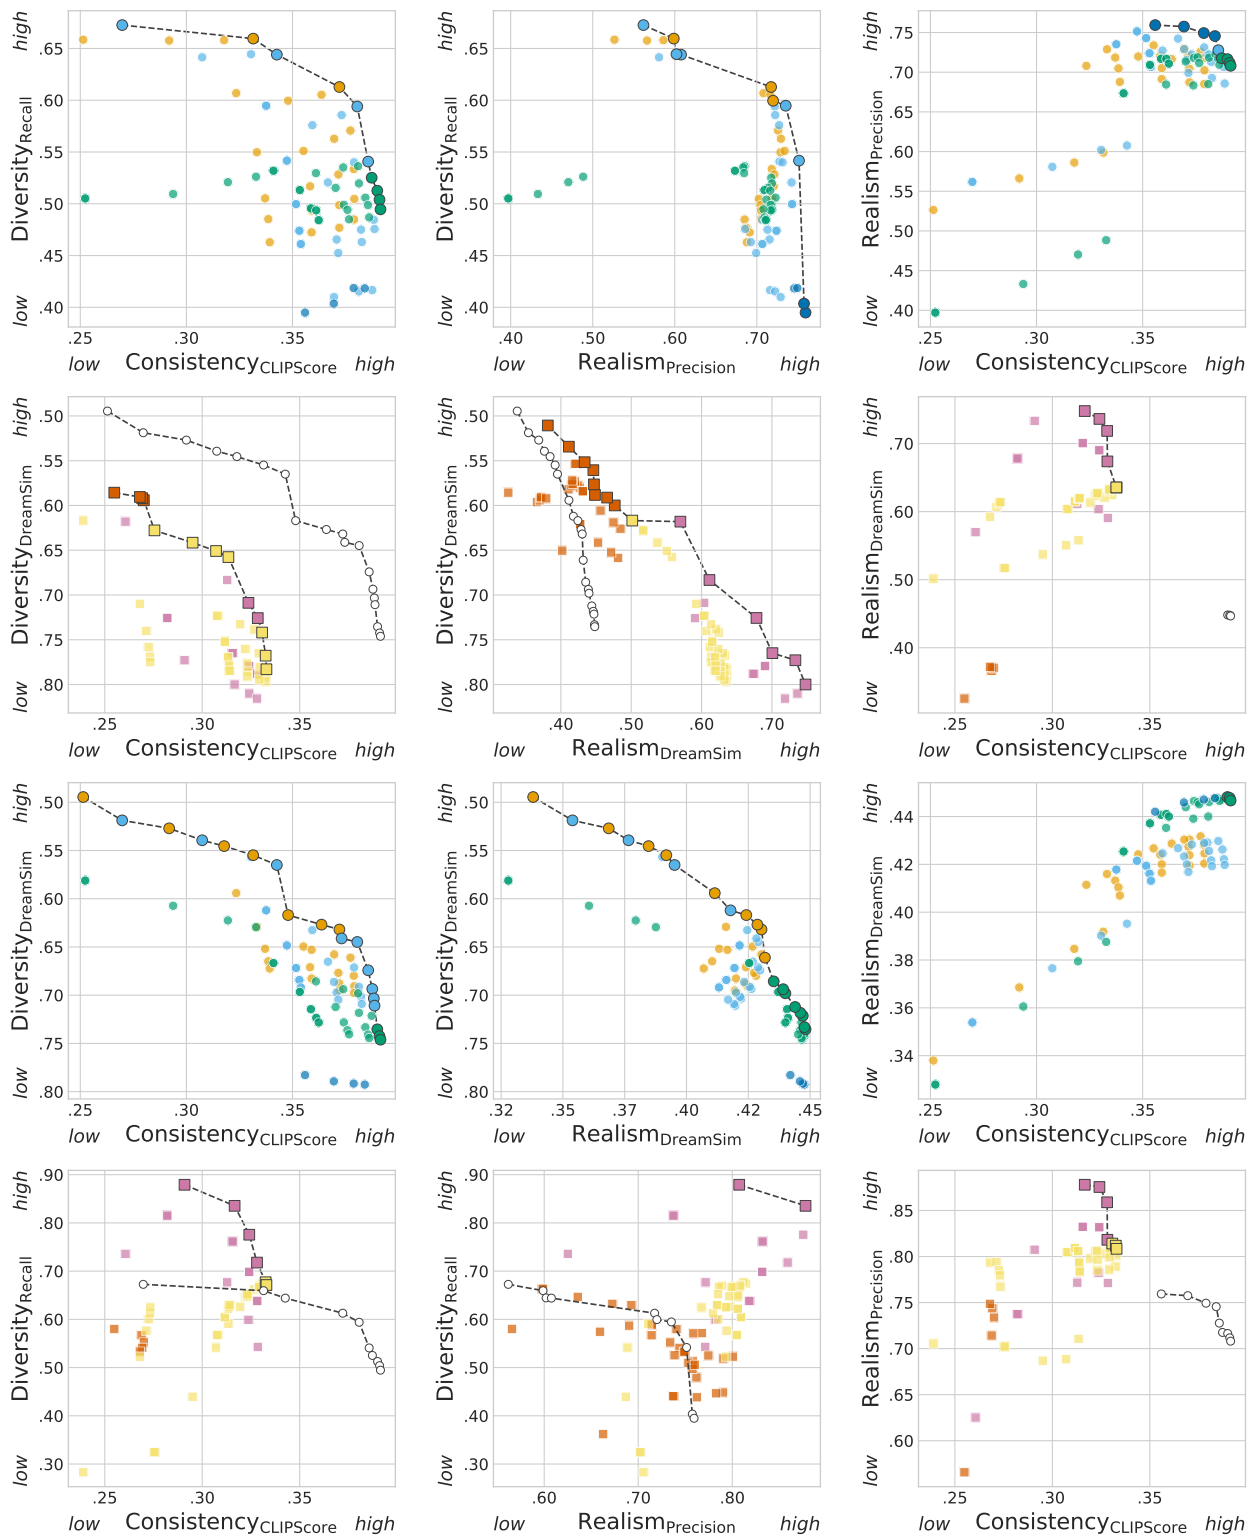 high
.65
.60
.55
.50
.45
.40
low
Diversity_Recall
.25 .30 .35
low Consistency_CLIPScore high
high
.65
.60
.55
.50
.45
.40
low
Diversity_Recall
.40 .50 .60 .70
low Realism_Precision high
high
.75
.70
.65
.60
.55
.50
.45
.40
low
Realism_Precision
.25 .30 .35
low Consistency_CLIPScore high
high
.50
.55
.60
.65
.70
.75
.80
low
Diversity_DreamSim
.25 .30 .35
low Consistency_CLIPScore high
high
.50
.55
.60
.65
.70
.75
.80
low
Diversity_DreamSim
.40 .50 .60 .70
low Realism_DreamSim high
high
.70
.60
.50
.40
low
Realism_DreamSim
.25 .30 .35
low Consistency_CLIPScore high
high
.50
.55
.60
.65
.70
.75
.80
low
Diversity_DreamSim
.25 .30 .35
low Consistency_CLIPScore high
high
.50
.55
.60
.65
.70
.75
.80
low
Diversity_DreamSim
.32 .35 .37 .40 .42 .45
low Realism_DreamSim high
high
.44
.42
.40
.38
.36
.34
low
Realism_DreamSim
.25 .30 .35
low Consistency_CLIPScore high
high
.90
.80
.70
.60
.50
.40
.30
low
Diversity_Recall
.25 .30 .35
low Consistency_CLIPScore high
high
.90
.80
.70
.60
.50
.40
.30
low
Diversity_Recall
.60 .70 .80
low Realism_Precision high
high
.85
.80
.75
.70
.65
.60
low
Realism_Precision
.25 .30 .35
low Consistency_CLIPScore high